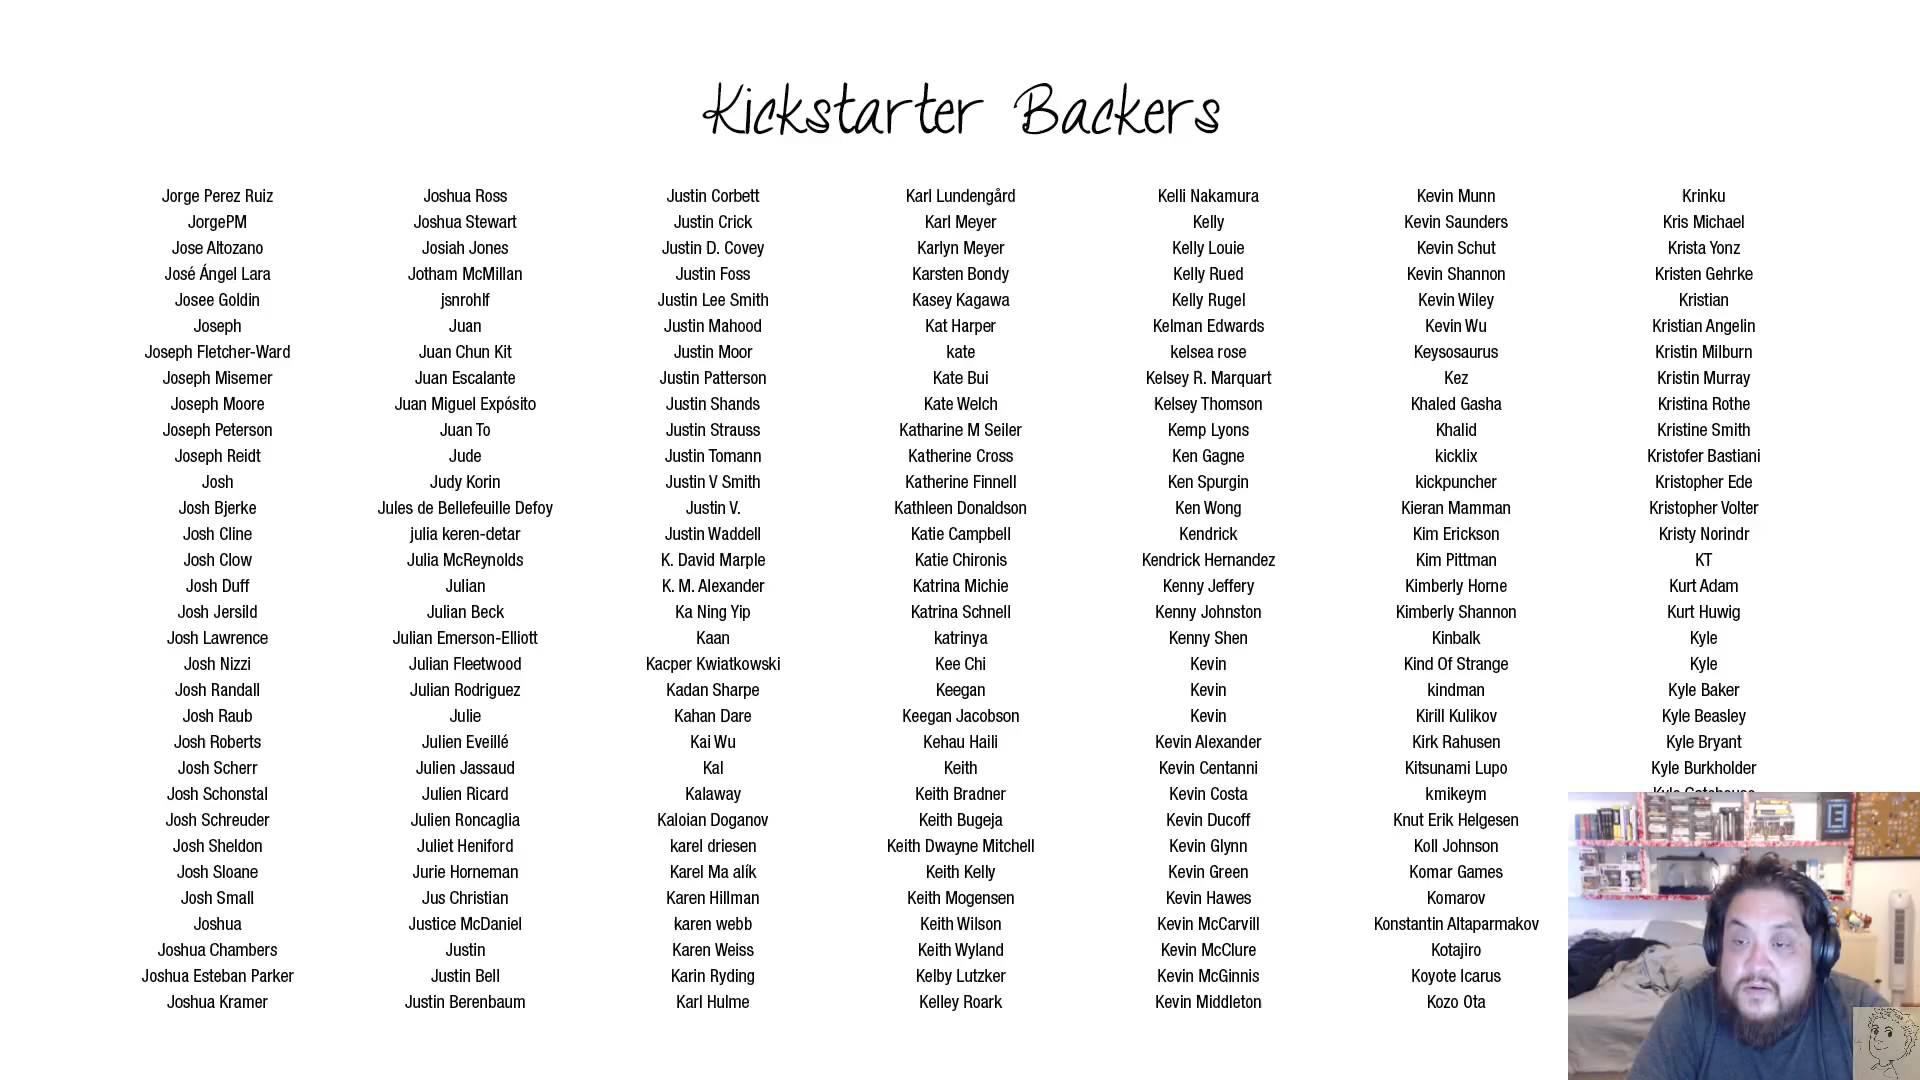 Kickstarter Backers
Jorge Perez Ruiz
JorgePM
Jose Altozano
José Ángel Lara
Josee Goldin
Joseph
Joseph Fletcher-Ward
Joseph Misemer
Joseph Moore
Joseph Peterson
Joseph Reidt
Josh
Josh Bjerke
Josh Cline
Josh Clow
Josh Duff
Josh Jersild
Josh Lawrence
Josh Nizzi
Josh Randall
Josh Raub
Josh Roberts
Josh Scherr
Josh Schonstal
Josh Schreuder
Josh Sheldon
Josh Sloane
Josh Small
Joshua
Joshua Chambers
Joshua Esteban Parker
Joshua Kramer
Joshua Ross
Joshua Stewart
Josiah Jones
Jotham McMillan
jsnrohlf
Juan
Juan Chun Kit
Juan Escalante
Juan Miguel Expósito
Juan To
Jude
Judy Korin
Jules de Bellefeuille Defoy
julia keren-detar
Julia McReynolds
Julian
Julian Beck
Julian Emerson-Elliott
Julian Fleetwood
Julian Rodriguez
Julie
Julien Eveillé
Julien Jassaud
Julien Ricard
Julien Roncaglia
Juliet Heniford
Jurie Horneman
Jus Christian
Justice McDaniel
Justin
Justin Bell
Justin Berenbaum
Justin Corbett
Justin Crick
Justin D. Covey
Justin Foss
Justin Lee Smith
Justin Mahood
Justin Moor
Justin Patterson
Justin Shands
Justin Strauss
Justin Tomann
Justin V Smith
Justin V.
Justin Waddell
K. David Marple
K. M. Alexander
Ka Ning Yip
Kaan
Kacper Kwiatkowski
Kadan Sharpe
Kahan Dare
Kai Wu
Kal
Kalaway
Kaloian Doganov
karel driesen
Karel Ma alík
Karen Hillman
karen webb
Karen Weiss
Karin Ryding
Karl Hulme
Karl Lundengård
Karl Meyer
Karlyn Meyer
Karsten Bondy
Kasey Kagawa
Kat Harper
kate
Kate Bui
Kate Welch
Katharine M Seiler
Katherine Cross
Katherine Finnell
Kathleen Donaldson
Katie Campbell
Katie Chironis
Katrina Michie
Katrina Schnell
katrinya
Kee Chi
Keegan
Keegan Jacobson
Kehau Haili
Keith
Keith Bradner
Keith Bugeja
Keith Dwayne Mitchell
Keith Kelly
Keith Mogensen
Keith Wilson
Keith Wyland
Kelby Lutzker
Kelley Roark
Kelli Nakamura
Kelly
Kelly Louie
Kelly Rued
Kelly Rugel
Kelman Edwards
kelsea rose
Kelsey R. Marquart
Kelsey Thomson
Kemp Lyons
Ken Gagne
Ken Spurgin
Ken Wong
Kendrick
Kendrick Hernandez
Kenny Jeffery
Kenny Johnston
Kenny Shen
Kevin
Kevin
Kevin
Kevin Alexander
Kevin Centanni
Kevin Costa
Kevin Ducoff
Kevin Glynn
Kevin Green
Kevin Hawes
Kevin McCarvill
Kevin McClure
Kevin McGinnis
Kevin Middleton
Kevin Munn
Kevin Saunders
Kevin Schut
Kevin Shannon
Kevin Wiley
Kevin Wu
Keysosaurus
Kez
Khaled Gasha
Khalid
kicklix
kickpuncher
Kieran Mamman
Kim Erickson
Kim Pittman
Kimberly Horne
Kimberly Shannon
Kinbalk
Kind Of Strange
kindman
Kirill Kulikov
Kirk Rahusen
Kitsunami Lupo
kmikeym
Knut Erik Helgesen
Koll Johnson
Komar Games
Komarov
Konstantin Altaparmakov
Kotajiro
Koyote Icarus
Kozo Ota
Krinku
Kris Michael
Krista Yonz
Kristen Gehrke
Kristian
Kristian Angelin
Kristin Milburn
Kristin Murray
Kristina Rothe
Kristine Smith
Kristofer Bastiani
Kristopher Ede
Kristopher Volter
Kristy Norindr
KT
Kurt Adam
Kurt Huwig
Kyle
Kyle
Kyle Baker
Kyle Beasley
Kyle Bryant
Kyle Burkholder